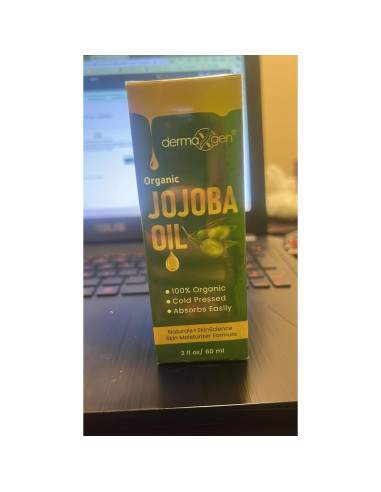 dermaXgen®
Organic
JOJOBA
OIL
100% Organic
Cold Pressed
Absorbs Easily
Naturals+SkinScience
Skin Moisturizer Formula
2 fl oz/ 60 ml